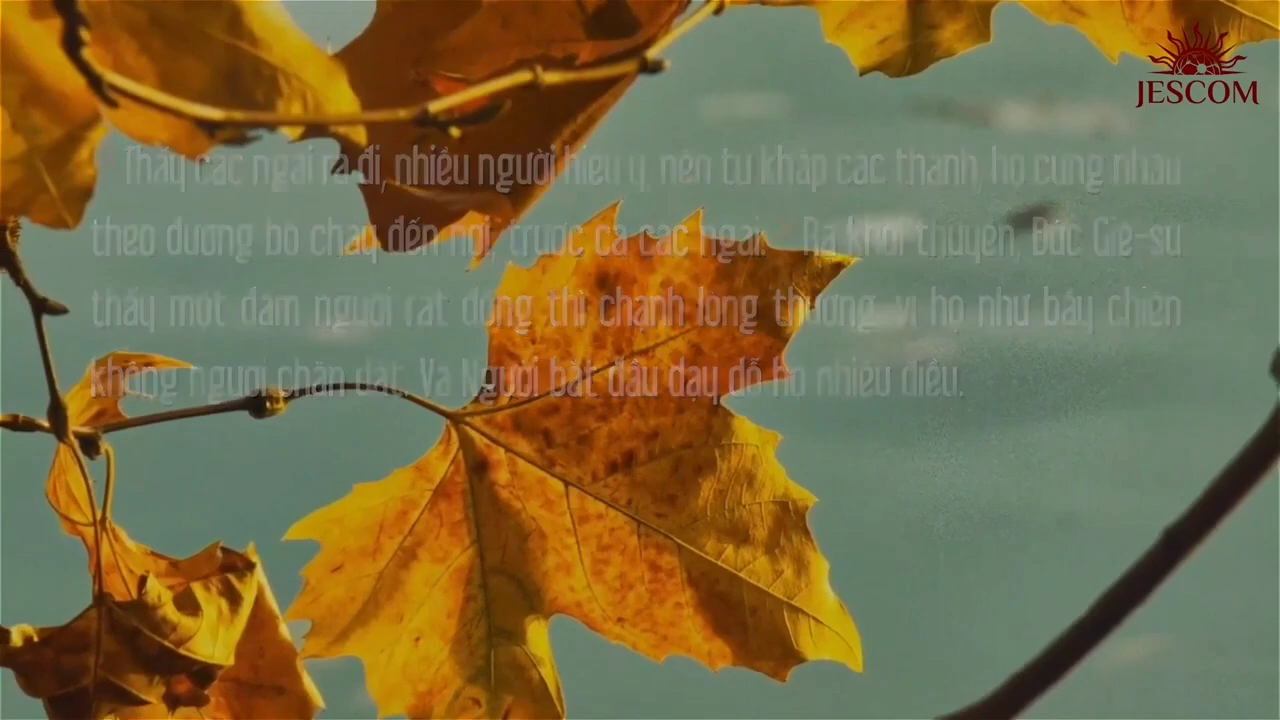 JESCOM
Thấy các ngài ra đi, nhiều người hiểu ý, nên từ khắp các thành, họ cùng nhau
theo đường bộ chạy đến nơi, trước cả các ngài. Ra khỏi thuyền, Đức Giê-su
thấy một đám người rất đông thì chạnh lòng thương, vì họ như bầy chiên
không người chăn dắt. Và Người bắt đầu dạy dỗ họ nhiều điều.